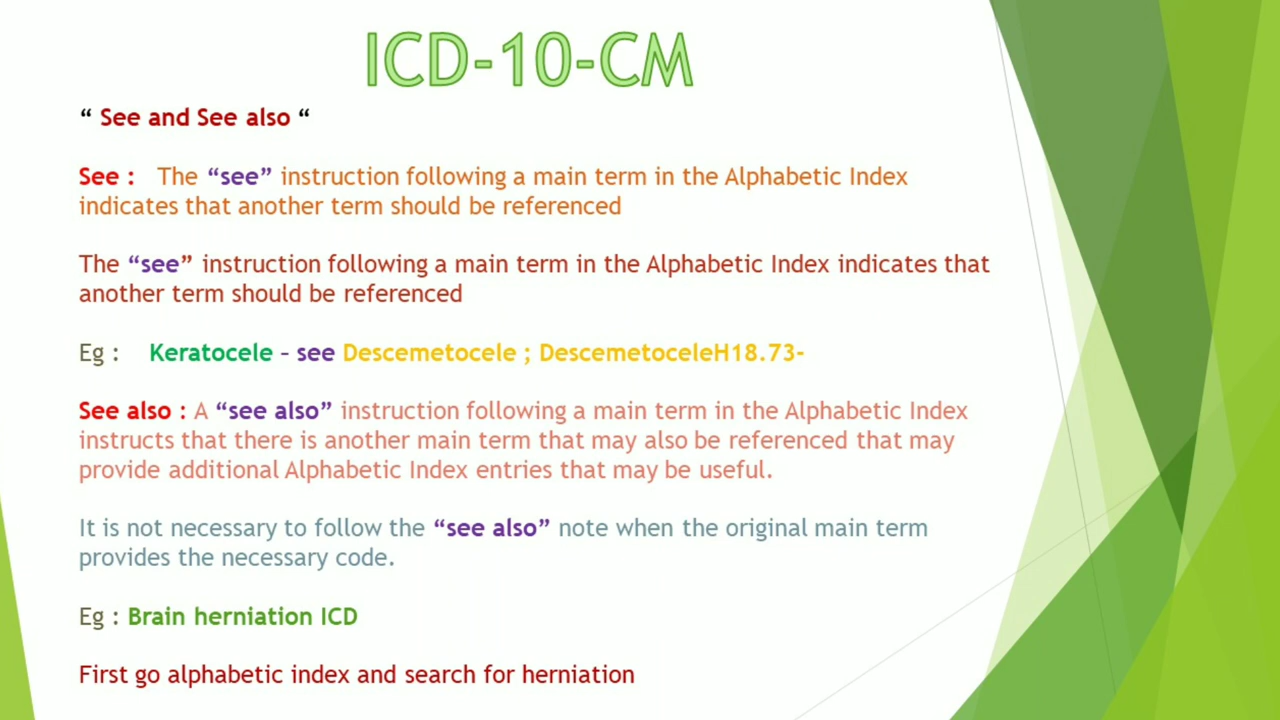 ICD-10-CM
“ See and See also “
See : The “see” instruction following a main term in the Alphabetic Index
indicates that another term should be referenced
The “see” instruction following a main term in the Alphabetic Index indicates that
another term should be referenced
Eg : Keratocele – see Descemetocele ; DescemetoceleH18.73-
See also : A “see also” instruction following a main term in the Alphabetic Index
instructs that there is another main term that may also be referenced that may
provide additional Alphabetic Index entries that may be useful.
It is not necessary to follow the “see also” note when the original main term
provides the necessary code.
Eg : Brain herniation ICD
First go alphabetic index and search for herniation